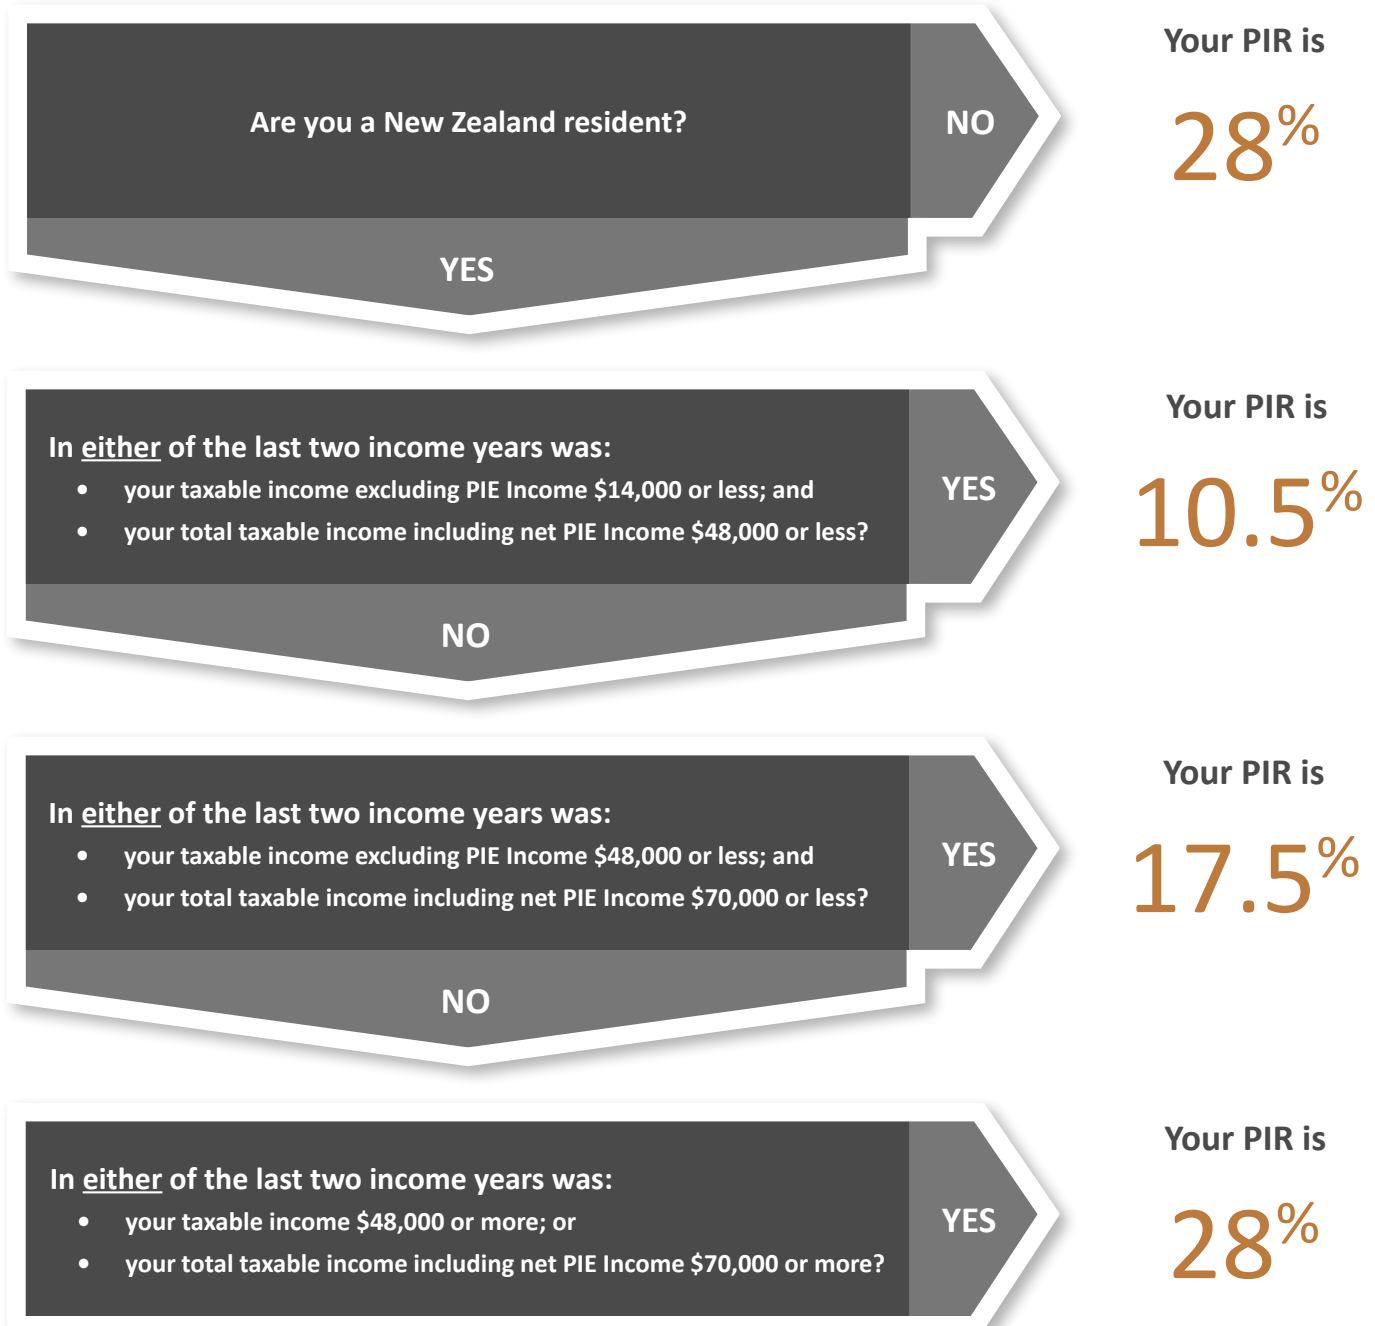 Are you a New Zealand resident?
NO
YES
Your PIR is
28%
In either of the last two income years was:
• your taxable income excluding PIE Income $14,000 or less; and
• your total taxable income including net PIE Income $48,000 or less?
YES
NO
Your PIR is
10.5%
In either of the last two income years was:
• your taxable income excluding PIE Income $48,000 or less; and
• your total taxable income including net PIE Income $70,000 or less?
YES
NO
Your PIR is
17.5%
In either of the last two income years was:
• your taxable income $48,000 or more; or
• your total taxable income including net PIE Income $70,000 or more?
YES
Your PIR is
28%